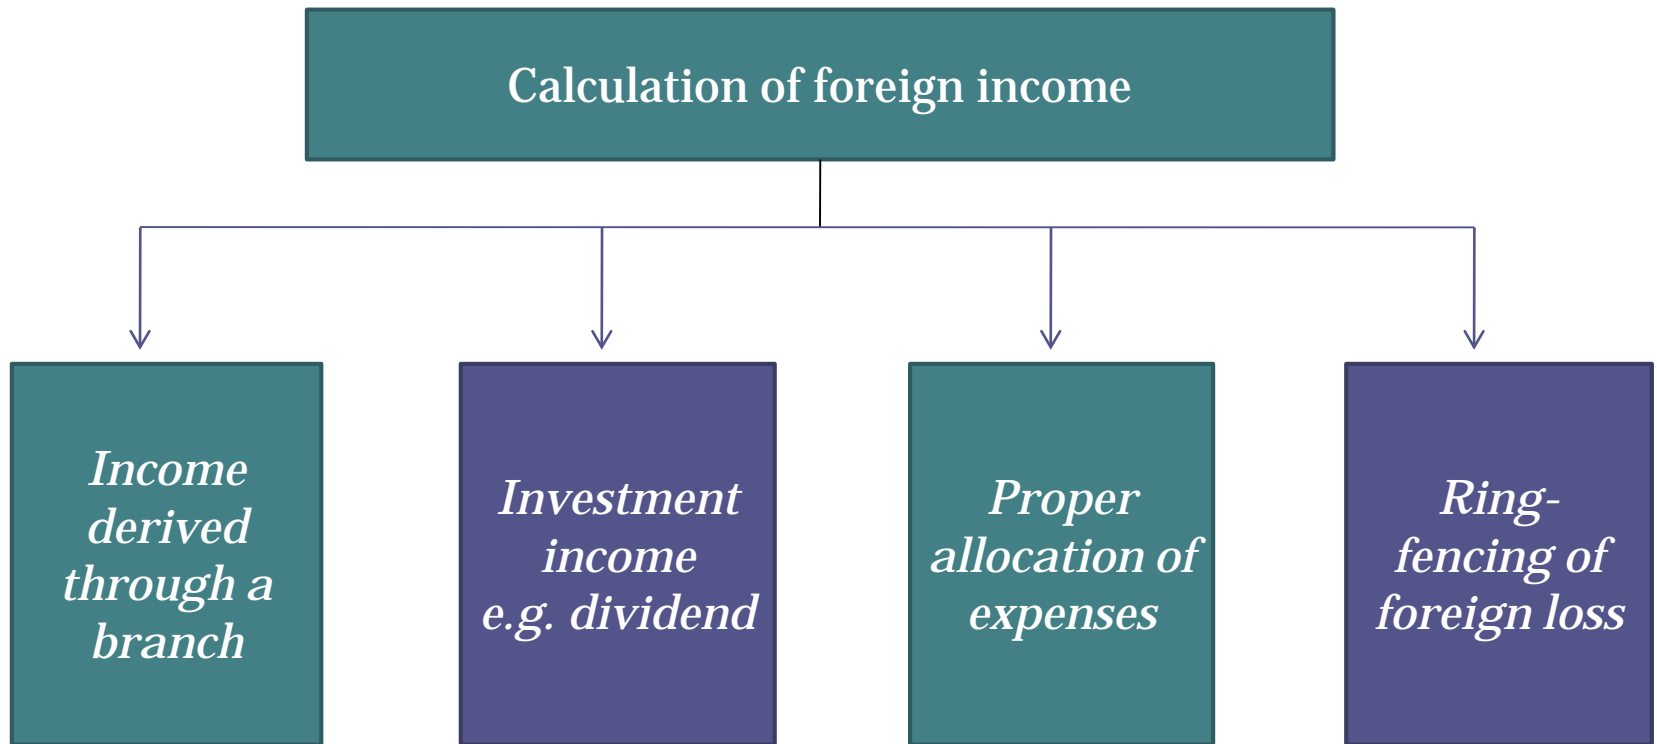 Calculation of foreign income
Income
derived
through a
branch
Investment
income
e.g. dividend
Proper
allocation of
expenses
Ring-
fencing of
foreign loss